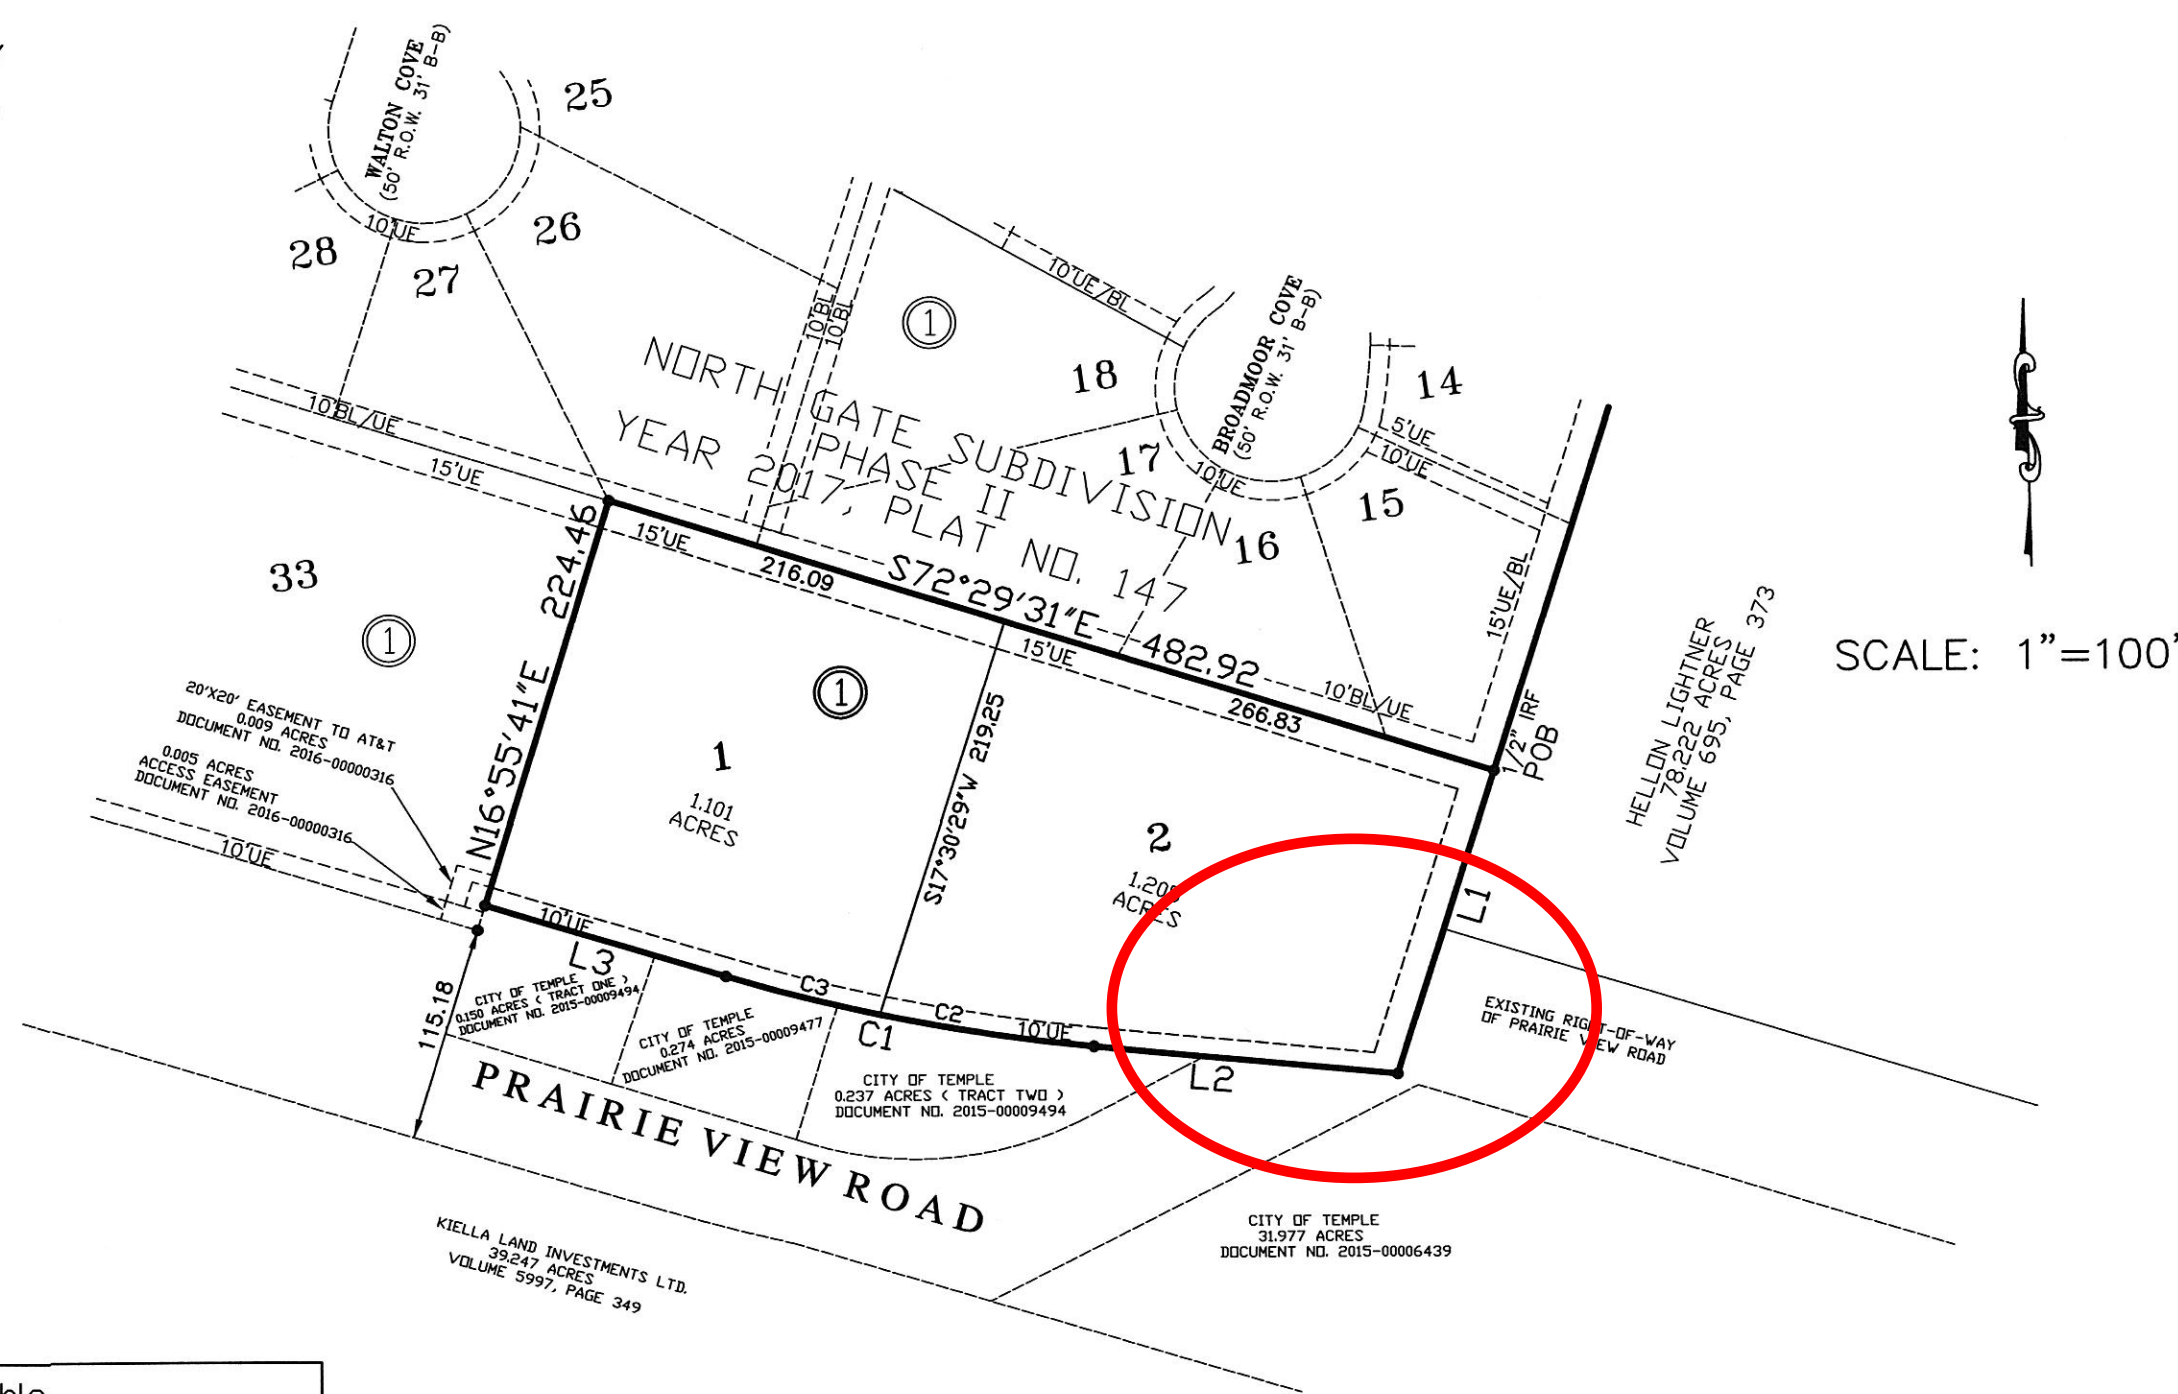 WALTON COVE
(50' R.O.W. 31' B-B)
25
26
27
28
10'UE
10'BL
10'BL
1
10'UE/BL
BROADMOOR COVE
(50' R.O.W. 31' B-B)
18
17
16
15
14
10'UE
5'UE
10'UE
15'UE/BL
NORTH GATE SUBDIVISION
PHASE II
YEAR 2017, PLAT NO. 147
10'BL/UE
15'UE
33
1
224.46
N16°55'41"E
15'UE
216.09
S72°29'31"E
482.92
15'UE
266.83
10'BL/UE
1/2" IRF
POB
HELLON LIGHTNER
78.222 ACRES
VOLUME 695, PAGE 373
SCALE: 1"=100'
20'X20' EASEMENT TO AT&T
0.009 ACRES
DOCUMENT NO. 2016-00000316
0.005 ACRES
ACCESS EASEMENT
DOCUMENT NO. 2016-00000316
10'UE
1
1
1.101
ACRES
S17°30'29"W 219.25
2
ACRES
L1
10'UE
L3
C3
C2
C1
10'UE
L2
115.18
CITY OF TEMPLE
0.150 ACRES ( TRACT ONE )
DOCUMENT NO. 2015-00009494
CITY OF TEMPLE
0.274 ACRES
DOCUMENT NO. 2015-00009477
CITY OF TEMPLE
0.237 ACRES ( TRACT TWO )
DOCUMENT NO. 2015-00009494
EXISTING RIGHT-OF-WAY
OF PRAIRIE VIEW ROAD
PRAIRIE VIEW ROAD
CITY OF TEMPLE
31.977 ACRES
DOCUMENT NO. 2015-00006439
KIELLA LAND INVESTMENTS LTD.
39.247 ACRES
VOLUME 5997, PAGE 349